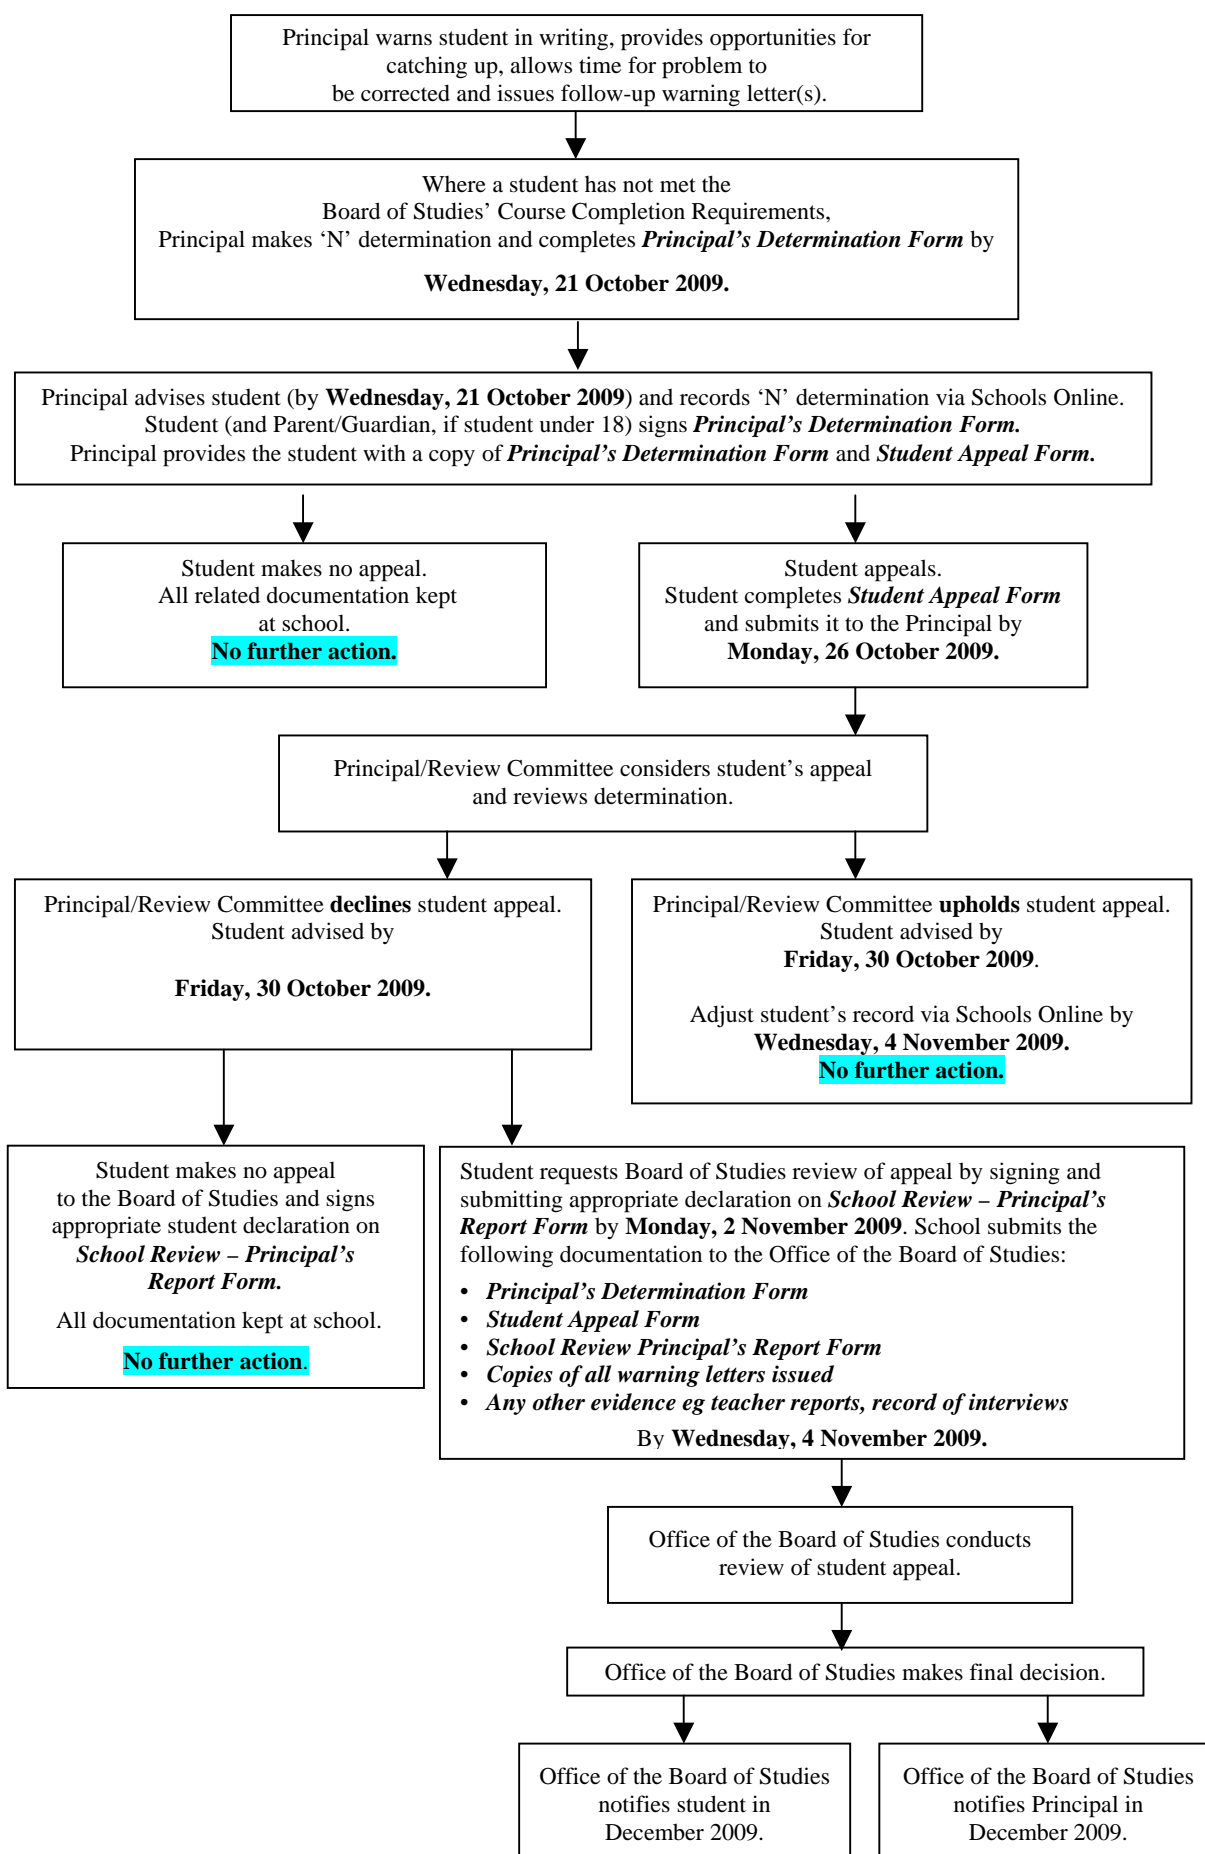 Principal warns student in writing, provides opportunities for
catching up, allows time for problem to
be corrected and issues follow-up warning letter(s).
Where a student has not met the
Board of Studies’ Course Completion Requirements,
Principal makes ‘N’ determination and completes Principal’s Determination Form by
Wednesday, 21 October 2009.
Principal advises student (by Wednesday, 21 October 2009) and records ‘N’ determination via Schools Online.
Student (and Parent/Guardian, if student under 18) signs Principal’s Determination Form.
Principal provides the student with a copy of Principal’s Determination Form and Student Appeal Form.
Student makes no appeal.
All related documentation kept
at school.
No further action.
Student appeals.
Student completes Student Appeal Form
and submits it to the Principal by
Monday, 26 October 2009.
Principal/Review Committee considers student’s appeal
and reviews determination.
Principal/Review Committee declines student appeal.
Student advised by
Friday, 30 October 2009.
Principal/Review Committee upholds student appeal.
Student advised by
Friday, 30 October 2009.
Adjust student’s record via Schools Online by
Wednesday, 4 November 2009.
No further action.
Student makes no appeal
to the Board of Studies and signs
appropriate student declaration on
School Review – Principal’s
Report Form.
All documentation kept at school.
No further action.
Student requests Board of Studies review of appeal by signing and
submitting appropriate declaration on School Review – Principal’s
Report Form by Monday, 2 November 2009. School submits the
following documentation to the Office of the Board of Studies:
• Principal’s Determination Form
• Student Appeal Form
• School Review Principal’s Report Form
• Copies of all warning letters issued
• Any other evidence eg teacher reports, record of interviews
By Wednesday, 4 November 2009.
Office of the Board of Studies conducts
review of student appeal.
Office of the Board of Studies makes final decision.
Office of the Board of Studies
notifies student in
December 2009.
Office of the Board of Studies
notifies Principal in
December 2009.